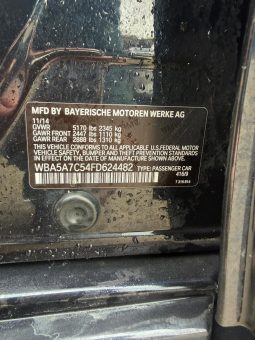 MFD BY BAYERISCHE MOTOREN WERKE AG
11/14
GVWR 5170 lbs 2345 kg
GAWR FRONT 2447 lbs 1110 kg
GAWR REAR 2888 lbs 1310 kg
THIS VEHICLE CONFORMS TO ALL APPLICABLE U.S.FEDERAL MOTOR
VEHICLE SAFETY, BUMPER AND THEFT PREVENTION STANDARDS
IN EFFECT ON THE DATE OF MANUFACTURE SHOWN ABOVE.
WBA5A7C54FD624482 TYPE: PASSENGER CAR
416/9